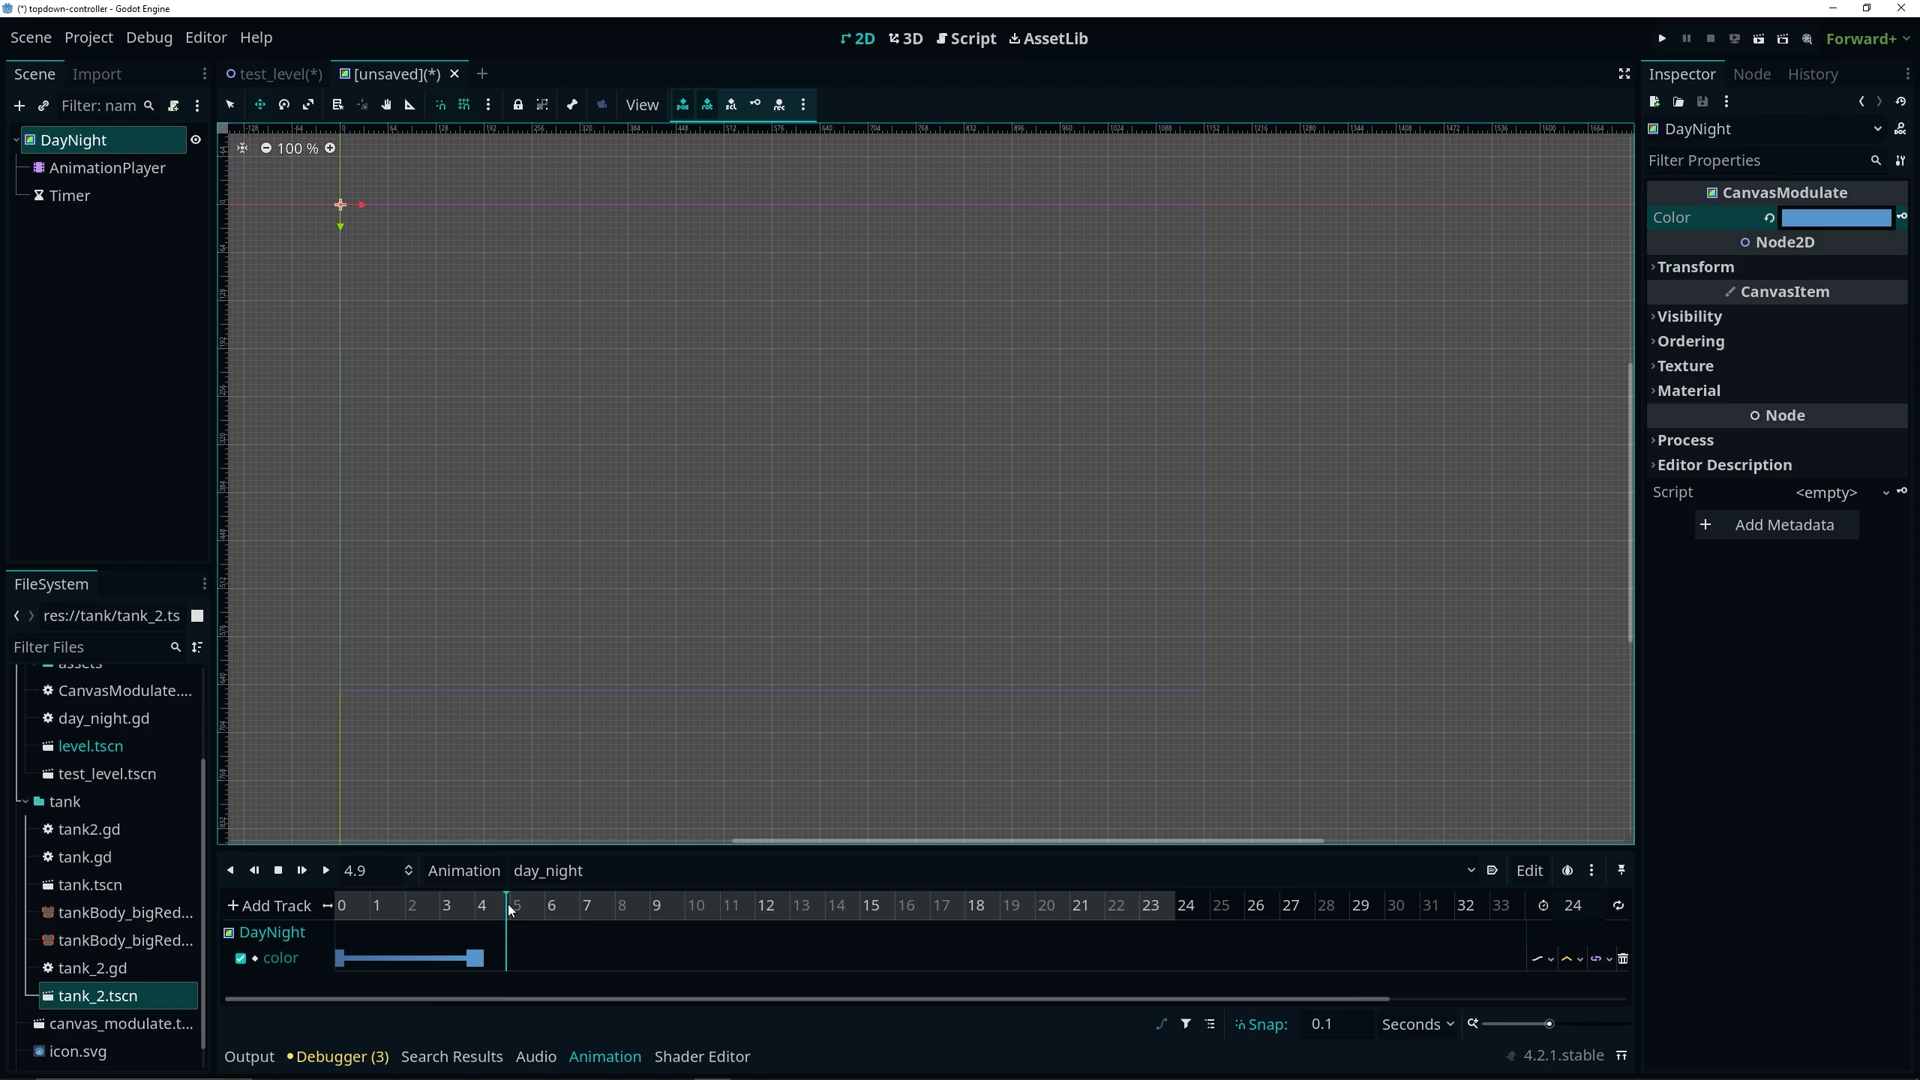 (*) topdown-controller - Godot Engine
Scene Project Debug Editor Help
2D 3D Script AssetLib
Forward+
Scene Import
test_level(*) [unsaved](*)
Inspector Node History
Filter: nam
View
DayNight
AnimationPlayer
Timer
100 %
DayNight
Filter Properties
CanvasModulate
Color
Node2D
Transform
CanvasItem
Visibility
Ordering
Texture
Material
Node
Process
Editor Description
Script <empty>
Add Metadata
FileSystem
res://tank/tank_2.ts
Filter Files
assets
CanvasModulate....
day_night.gd
level.tscn
test_level.tscn
tank
tank2.gd
tank.gd
tank.tscn
tankBody_bigRed...
tankBody_bigRed...
tank_2.gd
tank_2.tscn
canvas_modulate.t...
icon.svg
4.9 Animation day_night Edit
Add Track 0 1 2 3 4 5 6 7 8 9 10 11 12 13 14 15 16 17 18 19 20 21 22 23 24 25 26 27 28 29 30 31 32 33 24
DayNight
color
Snap: 0.1 Seconds
Output Debugger (3) Search Results Audio Animation Shader Editor 4.2.1.stable